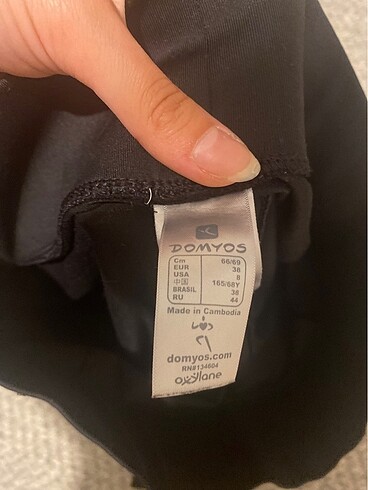 DOMYOS
Cm 66/69
EUR 38
USA 8
中国 165/68Y
BRASIL 38
RU 44
Made in Cambodia
domyos.com
RN#134604
oxylane